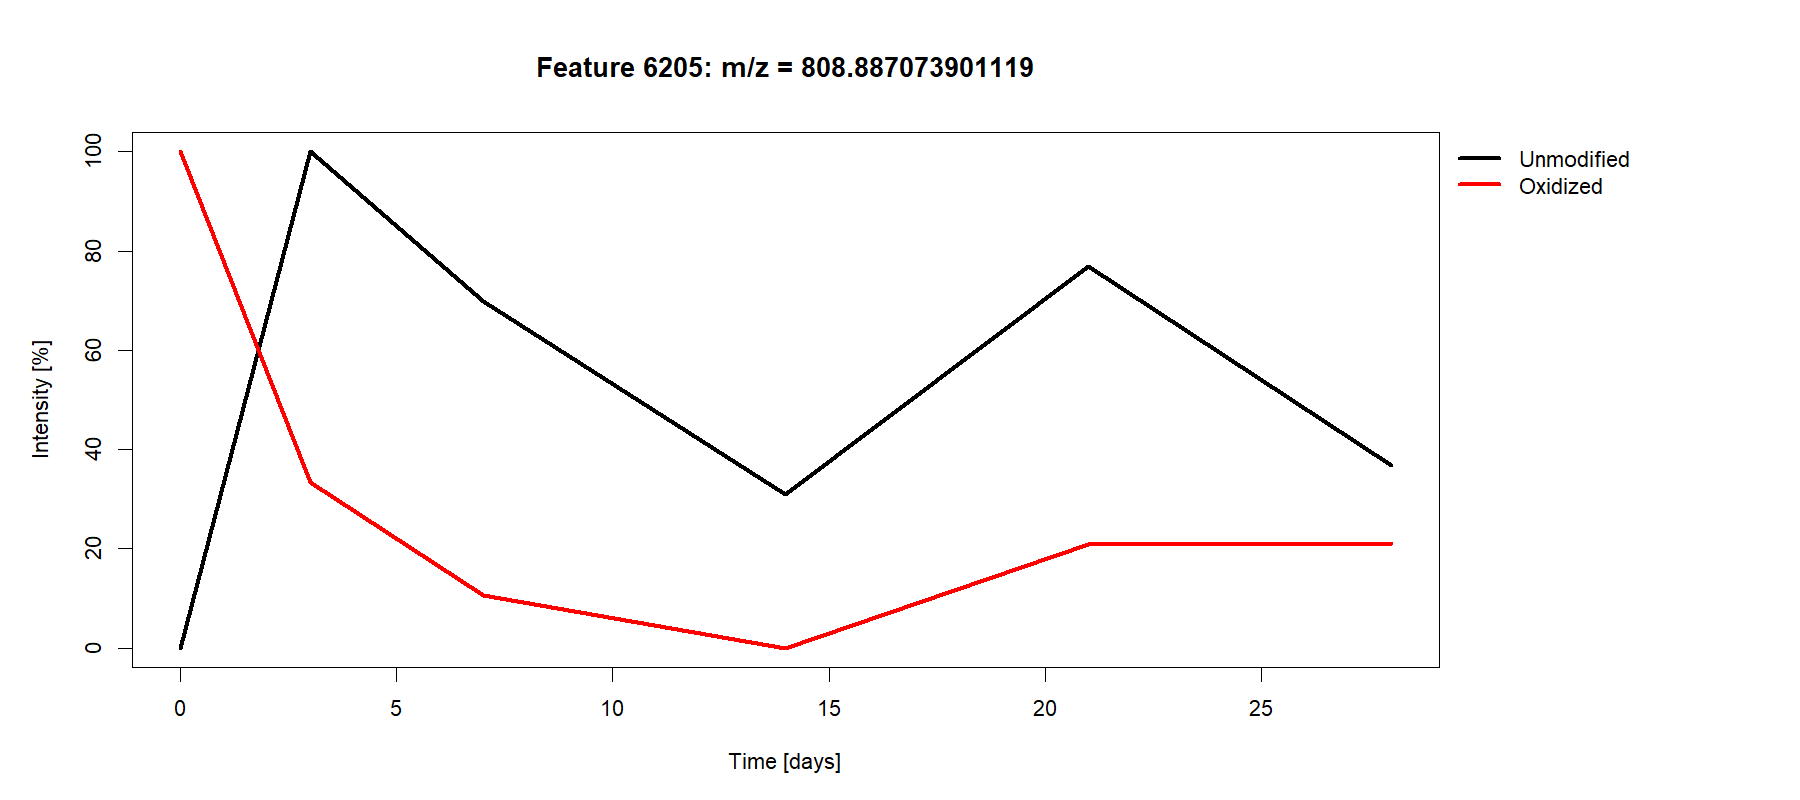 Feature 6205: m/z = 808.887073901119
Unmodified
Oxidized
Intensity [%]
100
80
60
40
20
0
0 5 10 15 20 25
Time [days]